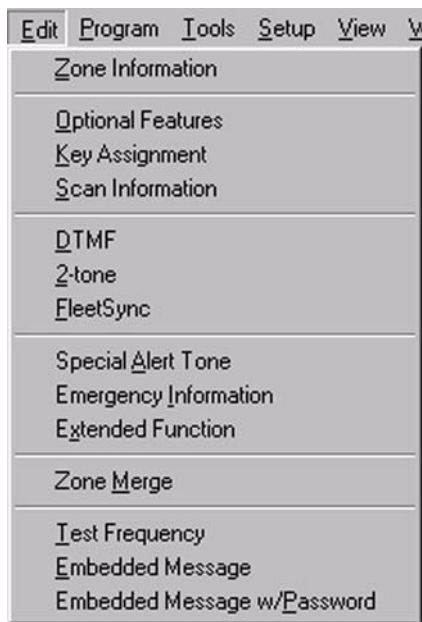 Edit Program Tools Setup View
Zone Information
Optional Features
Key Assignment
Scan Information
DTMF
2-tone
FleetSync
Special Alert Tone
Emergency Information
Extended Function
Zone Merge
Test Frequency
Embedded Message
Embedded Message w/Password